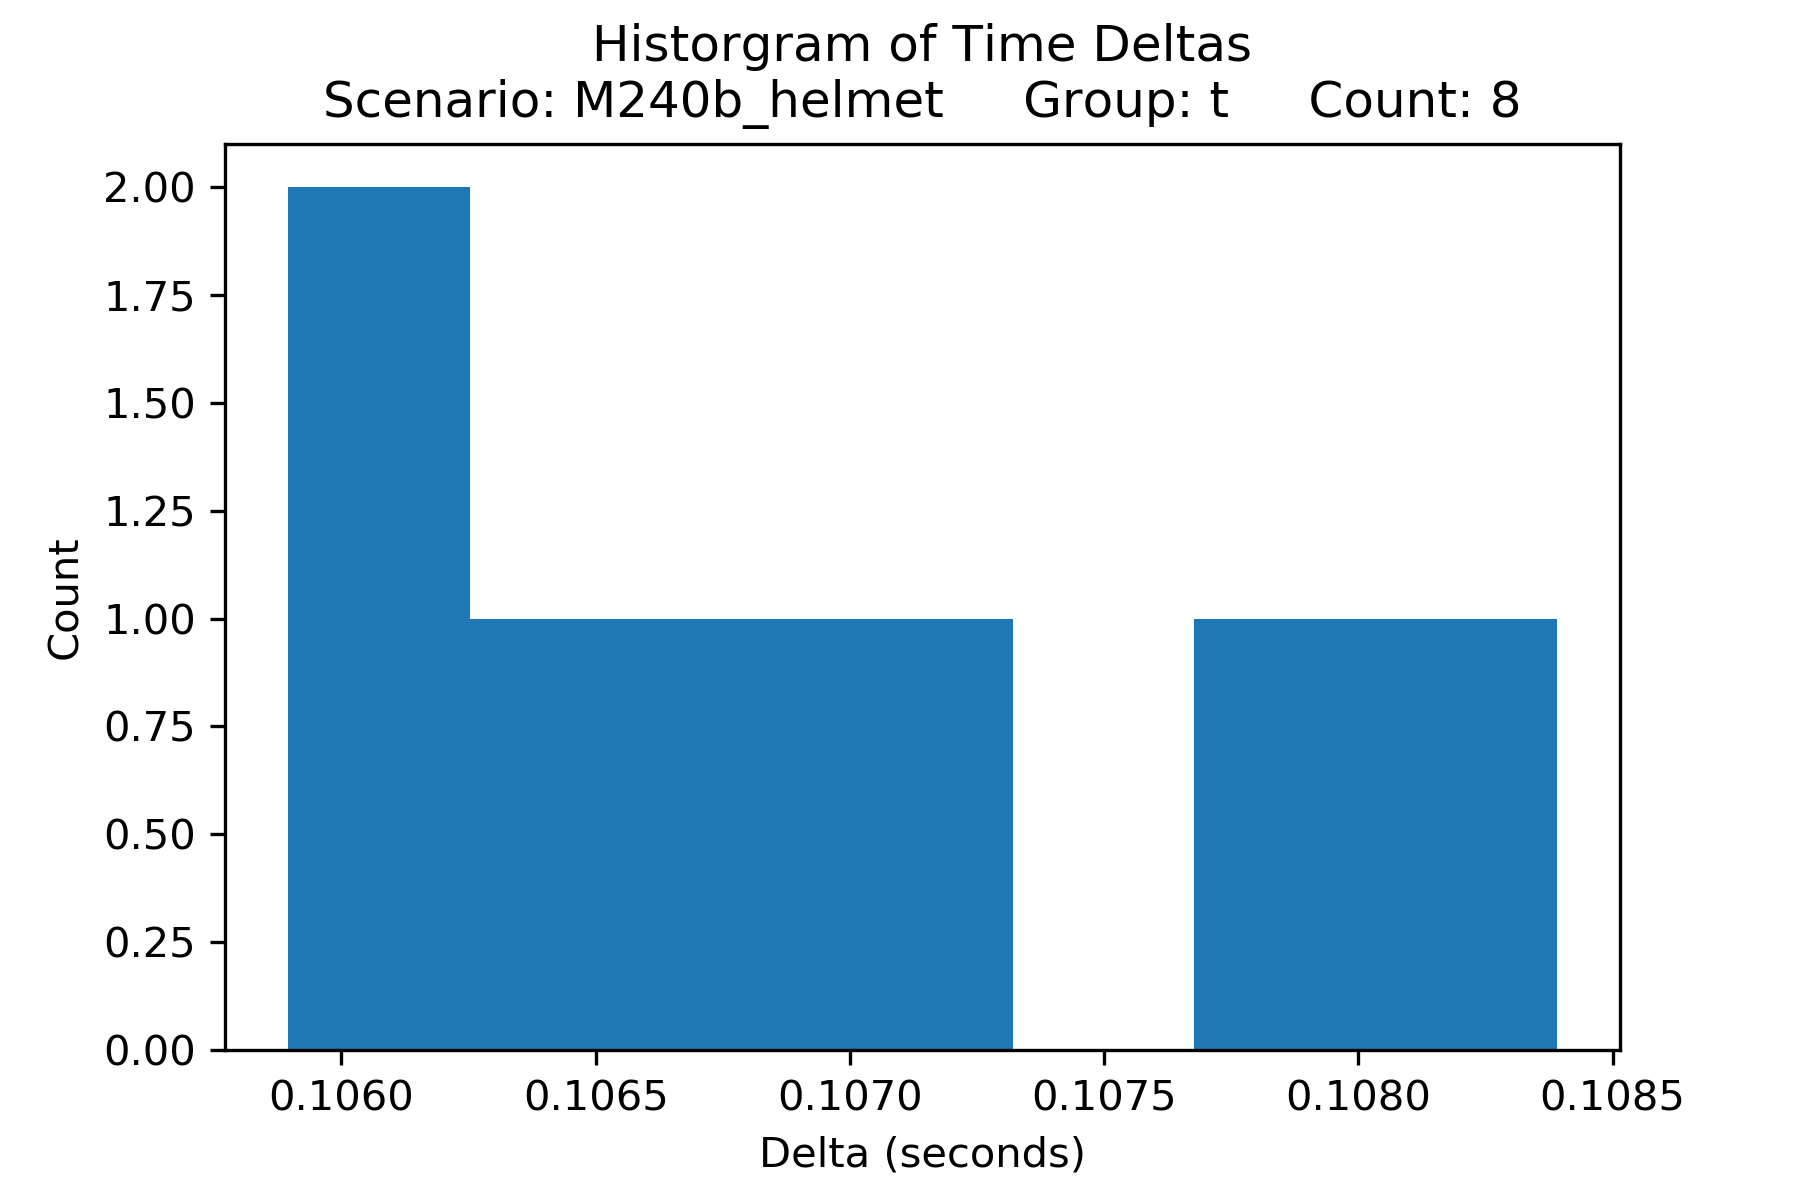 Historgram of Time Deltas
Scenario: M240b_helmet Group: t Count: 8
2.00
1.75
1.50
1.25
1.00
0.75
0.50
0.25
0.00
Count
0.1060 0.1065 0.1070 0.1075 0.1080 0.1085
Delta (seconds)